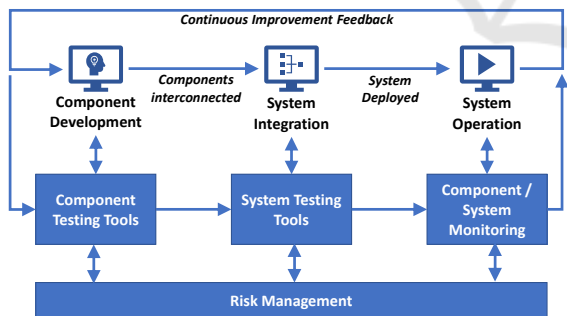 Continuous Improvement Feedback
Components
interconnected
System
Deployed
Component
Development
System
Integration
System
Operation
Component
Testing Tools
System Testing
Tools
Component /
System
Monitoring
Risk Management